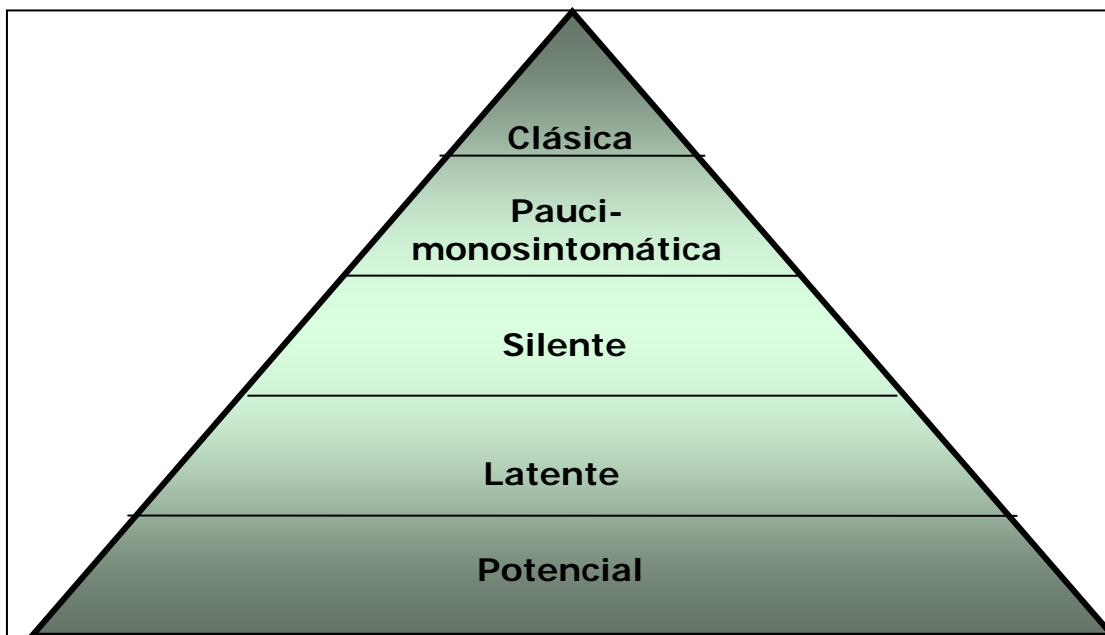 Clásica
Pauci-
monosintomática
Silente
Latente
Potencial